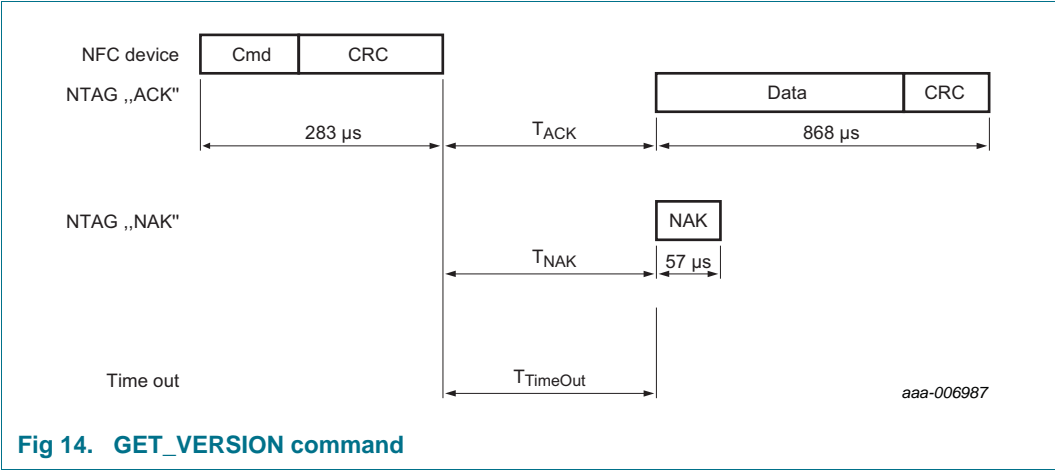 NFC device Cmd CRC
NTAG ,,ACK" Data CRC
283 μs TACK 868 μs
NTAG ,,NAK" NAK
TNAK 57 μs
Time out TTimeOut aaa-006987
Fig 14. GET_VERSION command